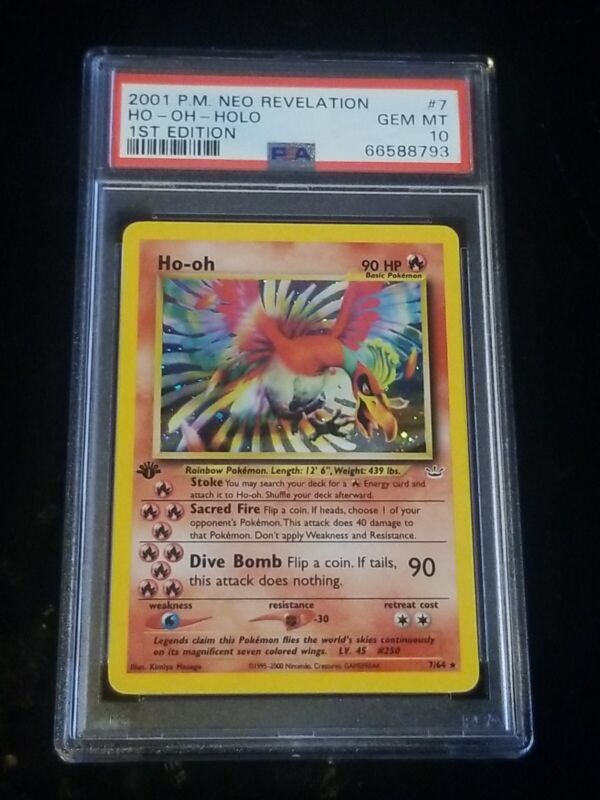 2001 P.M. NEO REVELATION #7
HO - OH - HOLO GEM MT
1ST EDITION 10
PSA 66588793
Ho-oh 90 HP
Basic Pokémon
Rainbow Pokémon. Length: 12' 6", Weight: 439 lbs.
Stoke You may search your deck for a Energy card and
attach it to Ho-oh. Shuffle your deck afterward.
Sacred Fire Flip a coin. If heads, choose 1 of your
opponent's Pokémon. This attack does 40 damage to
that Pokémon. Don't apply Weakness and Resistance.
Dive Bomb Flip a coin. If tails, 90
this attack does nothing.
weakness resistance retreat cost
-30
Legends claim this Pokémon flies the world's skies continuously
on its magnificent seven colored wings. LV. 45 #250
Illus. Kimiya Masago ©1995-2000 Nintendo, Creatures, GAMEFREAK 7/64